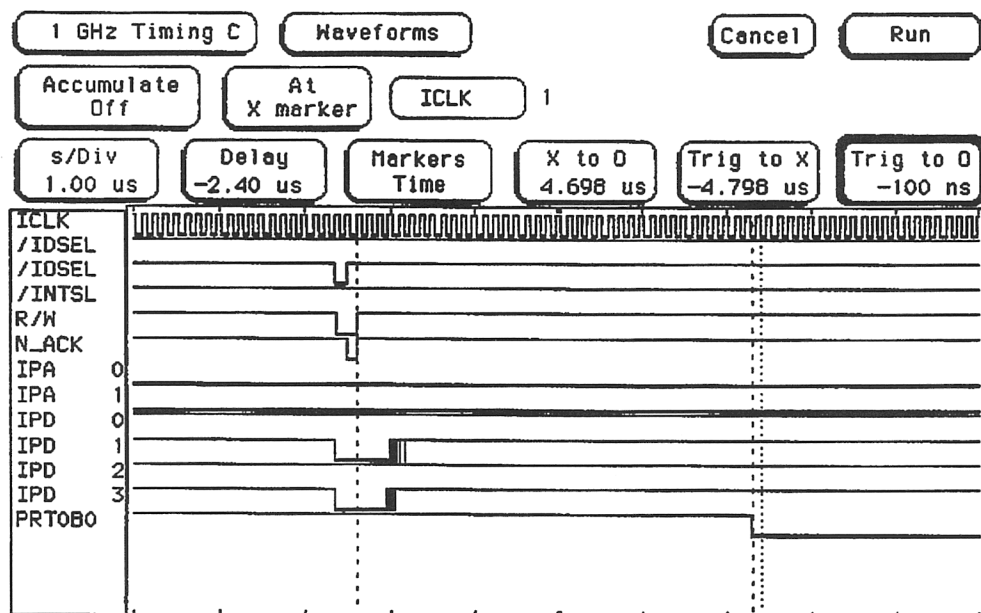 1 GHz Timing C Waveforms Cancel Run
Accumulate Off At X marker ICLK 1
s/Div 1.00 us Delay -2.40 us Markers Time X to O 4.698 us Trig to X -4.798 us Trig to O -100 ns
ICLK
/IDSEL
/IOSEL
/INTSL
R/W
N_ACK
IPA 0
IPA 1
IPD 0
IPD 1
IPD 2
IPD 3
PRTOBO